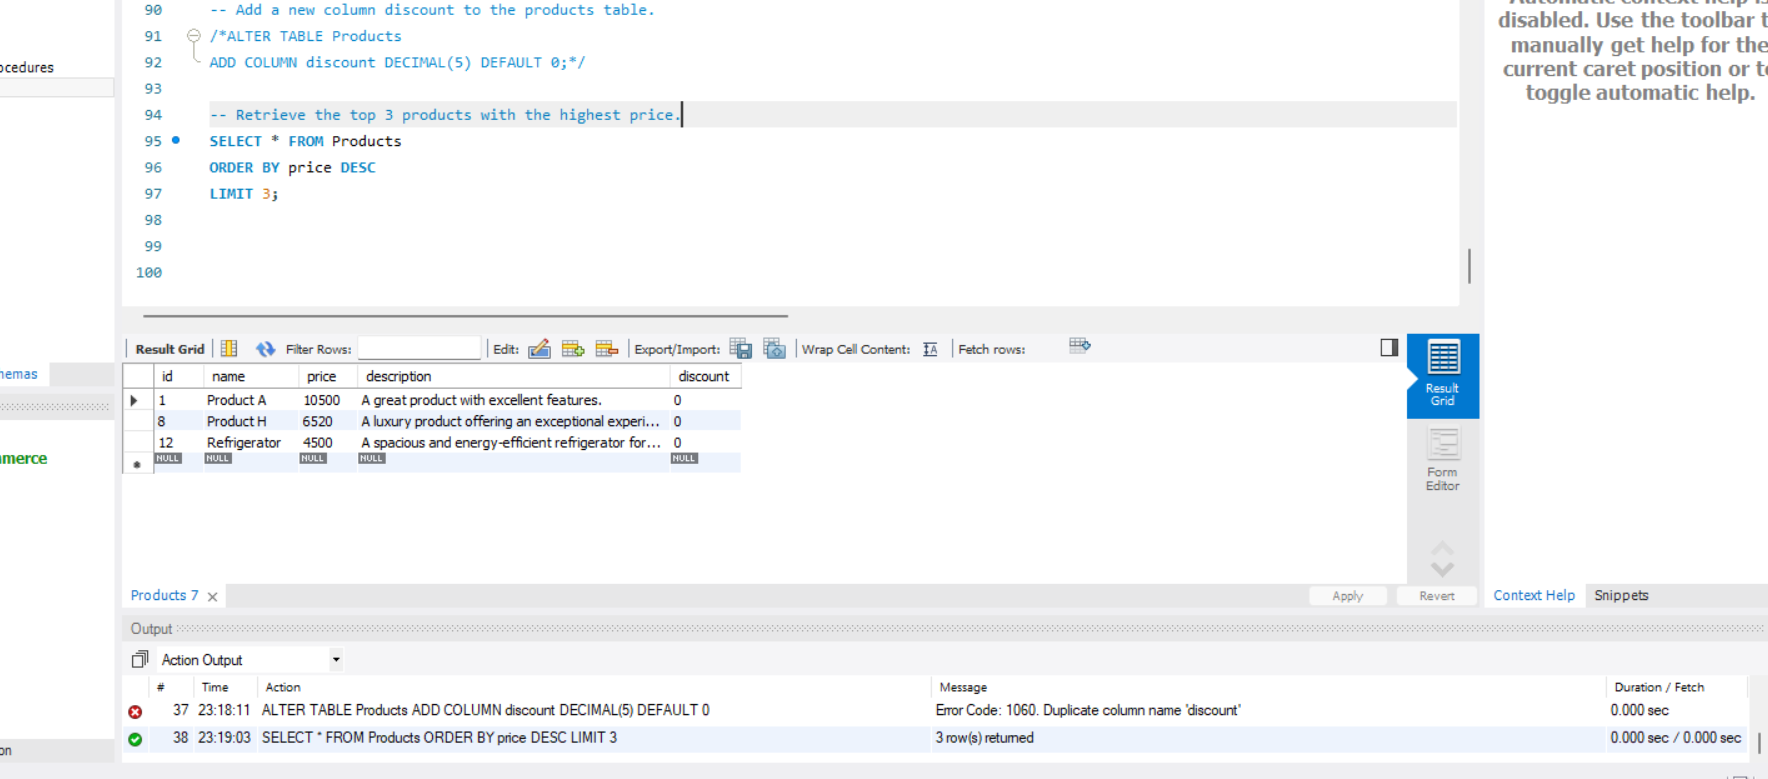 90 -- Add a new column discount to the products table.
91 /*ALTER TABLE Products
92 ADD COLUMN discount DECIMAL(5) DEFAULT 0;*/
93
94 -- Retrieve the top 3 products with the highest price.
95 SELECT * FROM Products
96 ORDER BY price DESC
97 LIMIT 3;
98
99
100
ocedures
hemas
merce
on
disabled. Use the toolbar t
manually get help for the
current caret position or t
toggle automatic help.
Result Grid Filter Rows: Edit: Export/Import: Wrap Cell Content: IA Fetch rows:
id name price description discount
1 Product A 10500 A great product with excellent features. 0
8 Product H 6520 A luxury product offering an exceptional experi... 0
12 Refrigerator 4500 A spacious and energy-efficient refrigerator for... 0
NULL NULL NULL NULL NULL
Result
Grid
Form
Editor
Products 7
Apply Revert
Context Help Snippets
Output
Action Output
# Time Action Message Duration / Fetch
37 23:18:11 ALTER TABLE Products ADD COLUMN discount DECIMAL(5) DEFAULT 0 Error Code: 1060. Duplicate column name 'discount' 0.000 sec
38 23:19:03 SELECT * FROM Products ORDER BY price DESC LIMIT 3 3 row(s) returned 0.000 sec / 0.000 sec